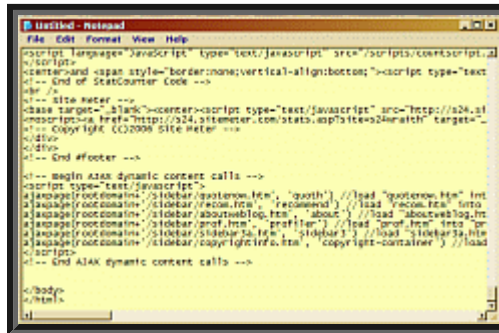 Untitled - Notepad
File Edit Format View Help
<script language="JavaScript" type="text/javascript" src="/scripts/countscript.j
</script>
<center>and <span style="border:none;vertical-align:bottom;"><script type="text
<!-- End of StatCounter Code -->
<br />
<!-- Site Meter -->
<base target="_blank"><center><script type="text/javascript" src="http://s24.si
<noscript><a href="http://s24.sitemeter.com/stats.asp?site=s24wraith" target="_
<!-- Copyright (c)2006 Site Meter -->
</div>
</div>
<!-- End #footer -->
<!-- Begin AJAX dynamic content calls -->
<script type="text/javascript">
ajaxpage(rootdomain+'/sidebar/quotenow.htm', 'quoth') //load "quotenow.htm" int
ajaxpage(rootdomain+'/sidebar/recom.htm', 'recommend') //load "recom.htm" into
ajaxpage(rootdomain+'/sidebar/aboutweblog.htm', 'about') //load "aboutweblog.ht
ajaxpage(rootdomain+'/sidebar/prof.htm', 'profiler') //load "prof.htm" into "pr
ajaxpage(rootdomain+'/sidebar/sidebar3a.htm', 'sidebar3') //load "sidebar3a.htm
ajaxpage(rootdomain+'/sidebar/copyrightinfo.htm', 'copyright-container') //load
</script>
<!-- End AJAX dynamic content calls -->
</body>
</html>